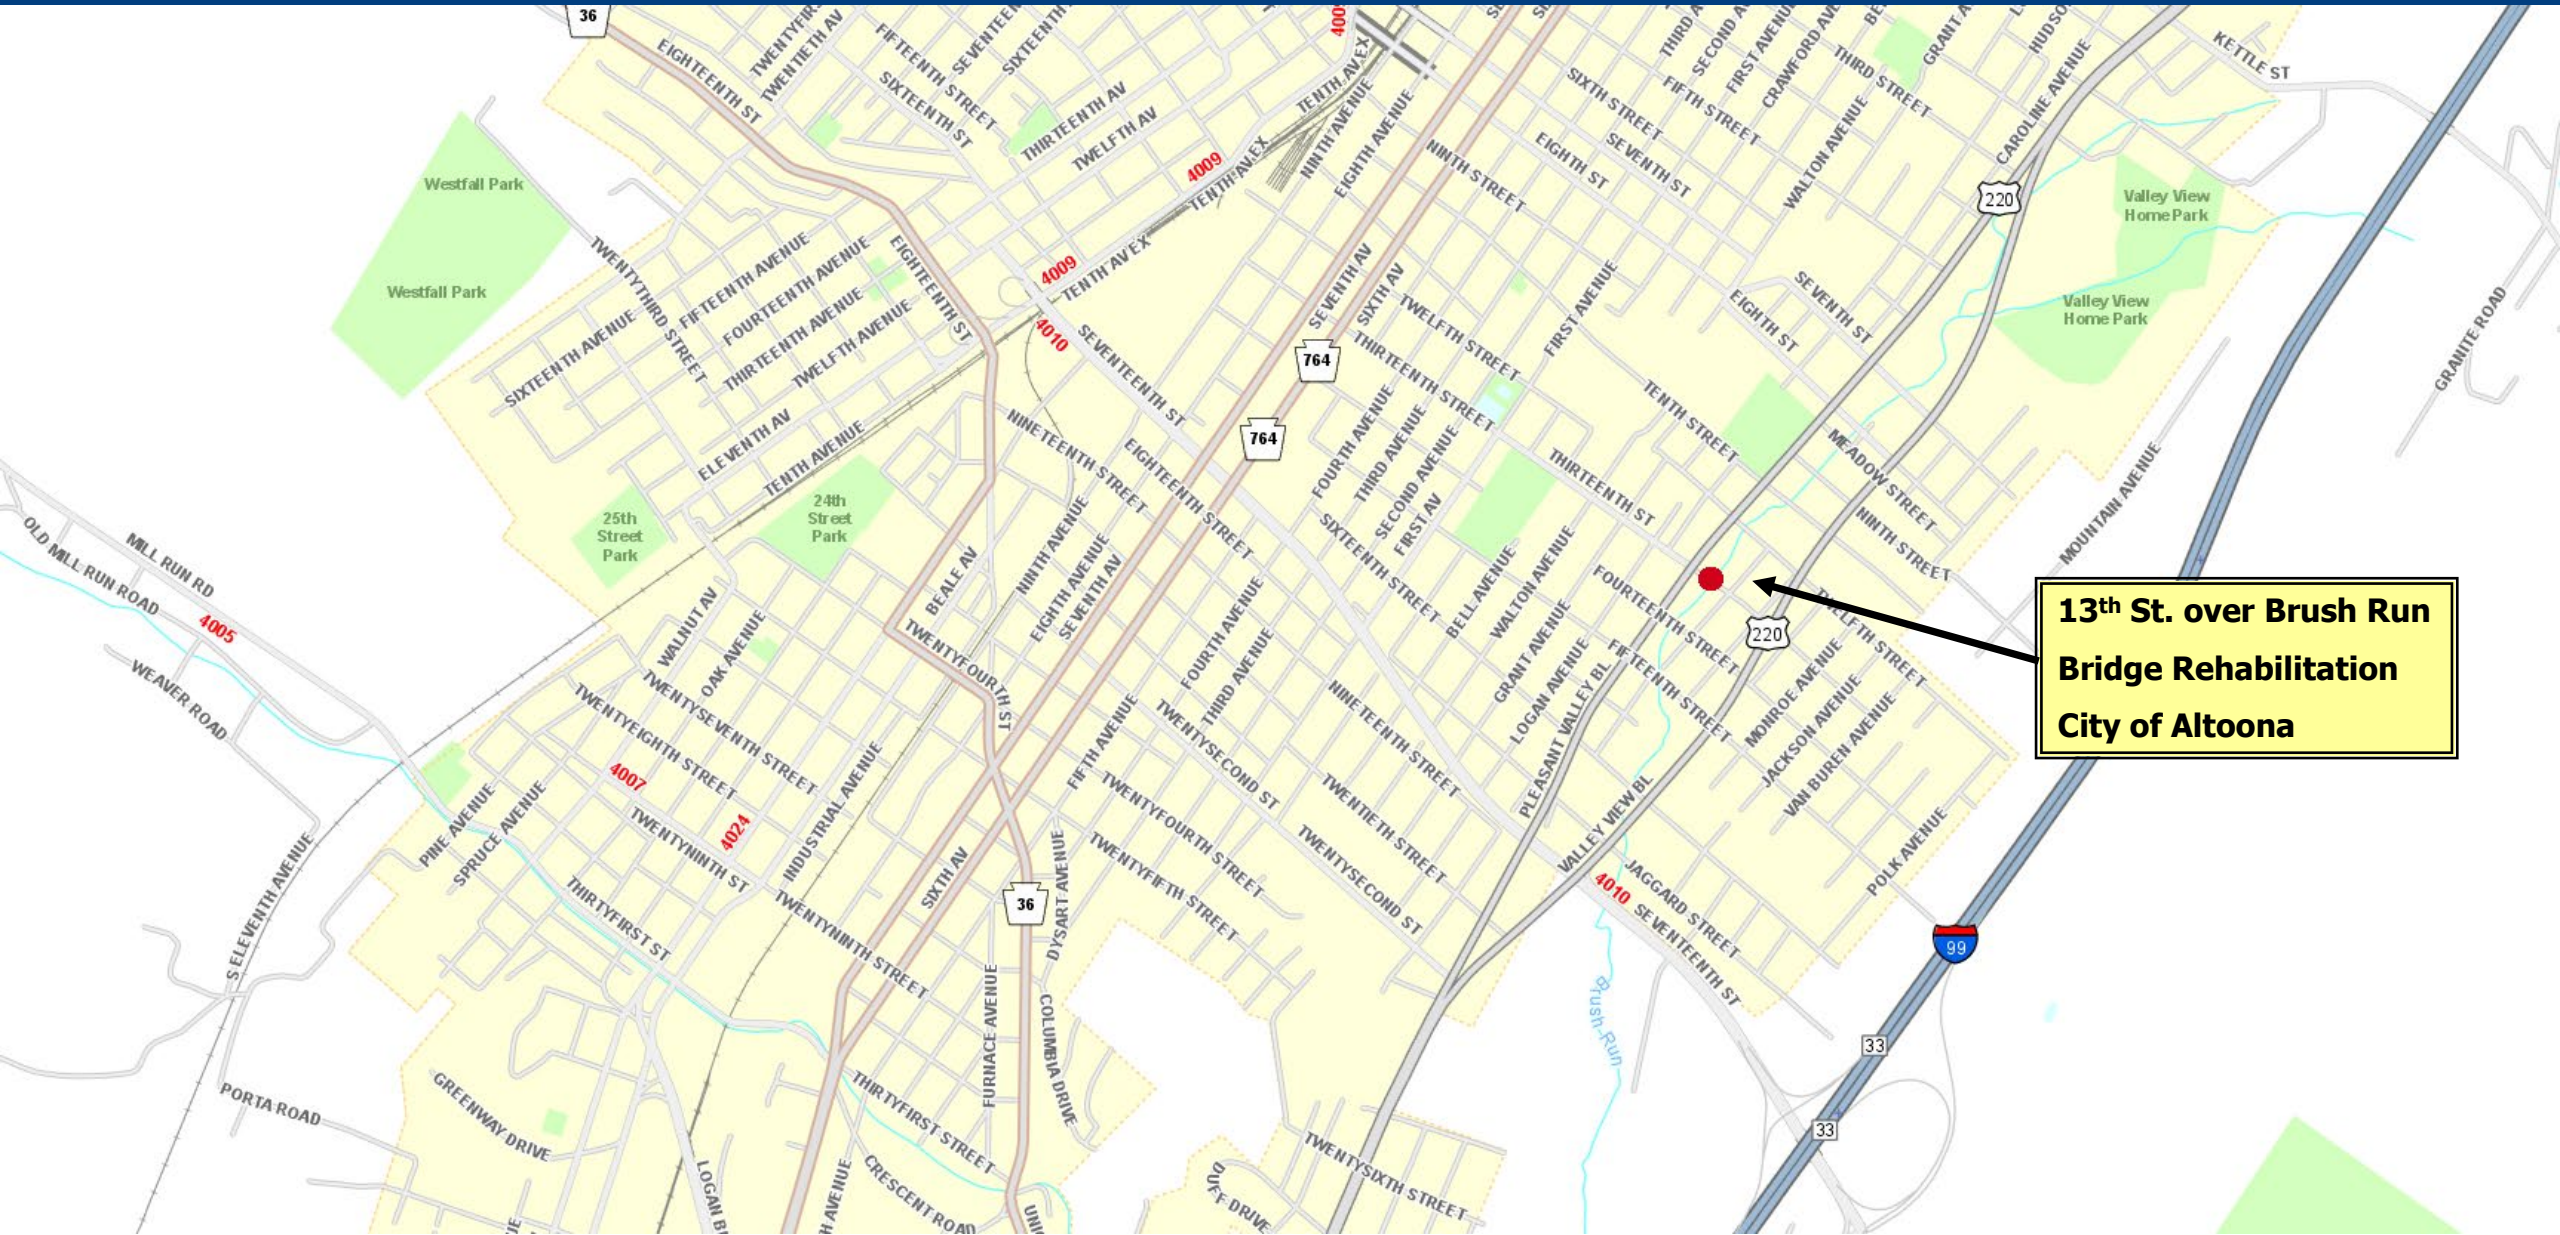 36
4009
EIGHTEENTH ST
TWENTIETH AV
FIFTEENTH STREET
SIXTEENTH ST
THIRTEENTH AV
TWELFTH AV
4009
TENTH AV EX
TENTH AV EX
NINTH AVENUE
EIGHTH AVENUE
NINTH STREET
SIXTH STREET
FIFTH STREET
EIGHTH ST
SEVENTH ST
WALTON AVENUE
THIRD STREET
CAROLINE AVENUE
KETTLE ST
220
Westfall Park
Westfall Park
Valley View
Home Park
Valley View
Home Park
TWENTYTHIRD STREET
FIFTEENTH AVENUE
FOURTEENTH AVENUE
THIRTEENTH AVENUE
TWELFTH AVENUE
SIXTEENTH AVENUE
EIGHTEENTH ST
4009
TENTH AV EX
4010
SEVENTEENTH ST
SEVENTH AV
SIXTH AV
764
764
TWELFTH STREET
THIRTEENTH STREET
FIRST AVENUE
EIGHTH ST
SEVENTH ST
GRANITE ROAD
ELEVENTH AV
TENTH AVENUE
NINETEENTH STREET
EIGHTEENTH STREET
FOURTH AVENUE
THIRD AVENUE
SECOND AVENUE
FIRST AV
THIRTEENTH ST
TENTH STREET
MEADOW STREET
NINTH STREET
MOUNTAIN AVENUE
25th
Street
Park
24th
Street
Park
OLD MILL RUN ROAD
MILL RUN RD
4005
WEAVER ROAD
BEALE AV
NINTH AVENUE
EIGHTH AVENUE
SEVENTH AV
SIXTEENTH STREET
BELL AVENUE
WALTON AVENUE
GRANT AVENUE
LOGAN AVENUE
FOURTEENTH STREET
FIFTEENTH STREET
TWELFTH STREET
220
13th St. over Brush Run
Bridge Rehabilitation
City of Altoona
WALNUT AV
OAK AVENUE
TWENTYFOURTH ST
FOURTH AVENUE
THIRD AVENUE
NINETEENTH STREET
PLEASANT VALLEY BL
MONROE AVENUE
JACKSON AVENUE
VAN BUREN AVENUE
TWENTYSEVENTH STREET
TWENTYEIGHTH STREET
4007
4024
TWENTYNINTH ST
INDUSTRIAL AVENUE
FIFTH AVENUE
TWENTYSECOND ST
TWENTYFOURTH STREET
TWENTIETH STREET
TWENTYSECOND ST
VALLEY VIEW BL
JAGGARD STREET
POLK AVENUE
PINE AVENUE
SPRUCE AVENUE
S ELEVENTH AVENUE
THIRTYFIRST ST
TWENTYNINTH STREET
SIXTH AV
36
DYSART AVENUE
TWENTYFIFTH STREET
4010
SEVENTEENTH ST
99
Brush Run
FURNACE AVENUE
COLUMBIA DRIVE
33
33
PORTA ROAD
GREENWAY DRIVE
THIRTYFIRST STREET
CRESCENT ROAD
TWENTYSIXTH STREET